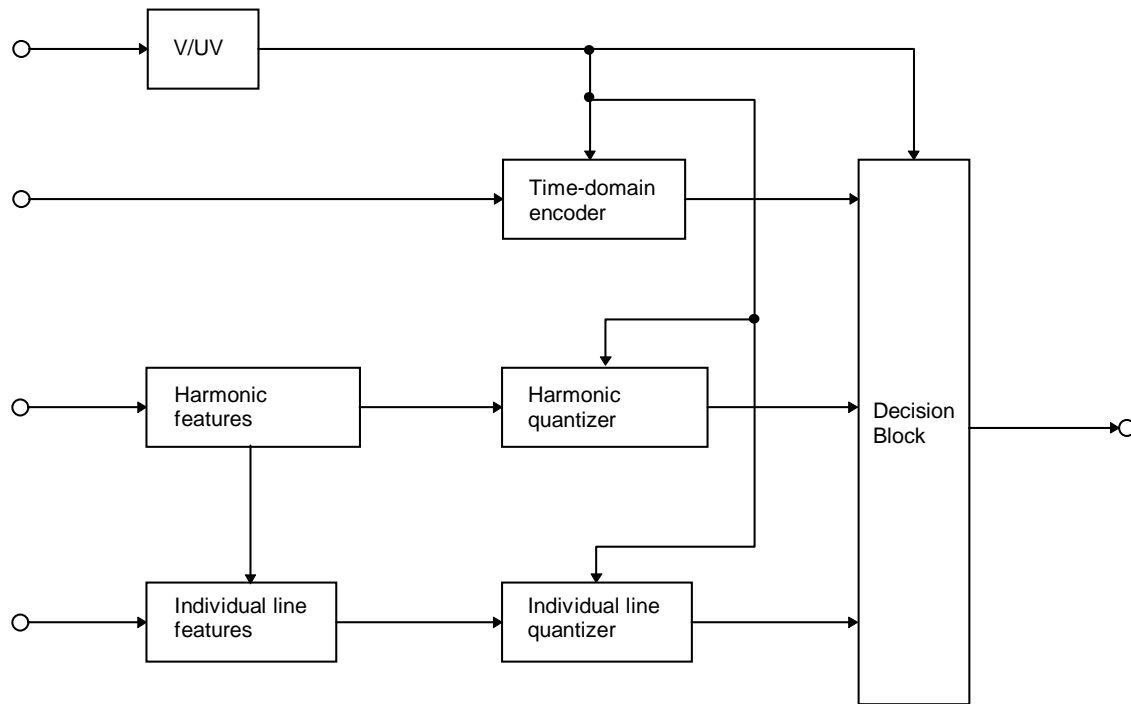 V/UV
Time-domain
encoder
Harmonic
features
Harmonic
quantizer
Decision
Block
Individual line
features
Individual line
quantizer